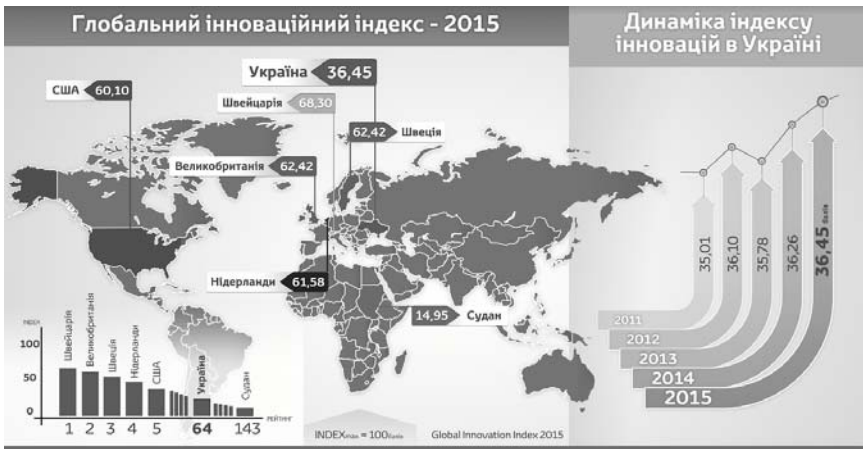 Глобальний інноваційний індекс - 2015
Україна 36,45
США 60,10
Швейцарія 68,30
62,42 Швеція
Великобританія 62,42
Нідерланди 61,58
14,95 Судан
INDEX
100
50
0
Швейцарія
Великобританія
Швеція
Нідерланди
США
Україна
Судан
РЕЙТИНГ
1 2 3 4 5 64 143
INDEXmax = 100балів
Global Innovation Index 2015
Динаміка індексу
інновацій в Україні
35,01
36,10
35,78
36,26
36,45 балів
2011
2012
2013
2014
2015